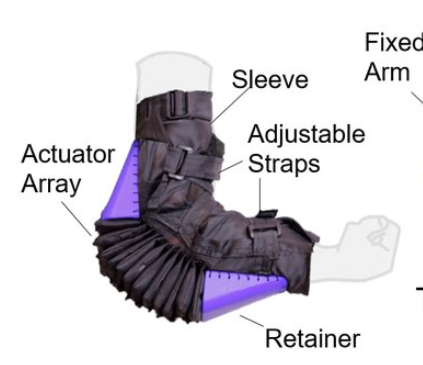 Fixed
Arm
Sleeve
Adjustable
Straps
Actuator
Array
Retainer